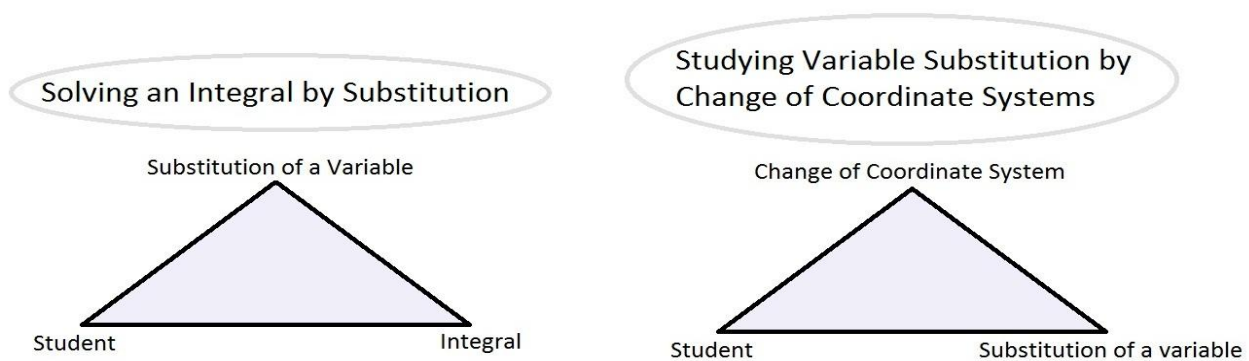 Solving an Integral by Substitution
Substitution of a Variable
Student
Integral
Studying Variable Substitution by
Change of Coordinate Systems
Change of Coordinate System
Student
Substitution of a variable